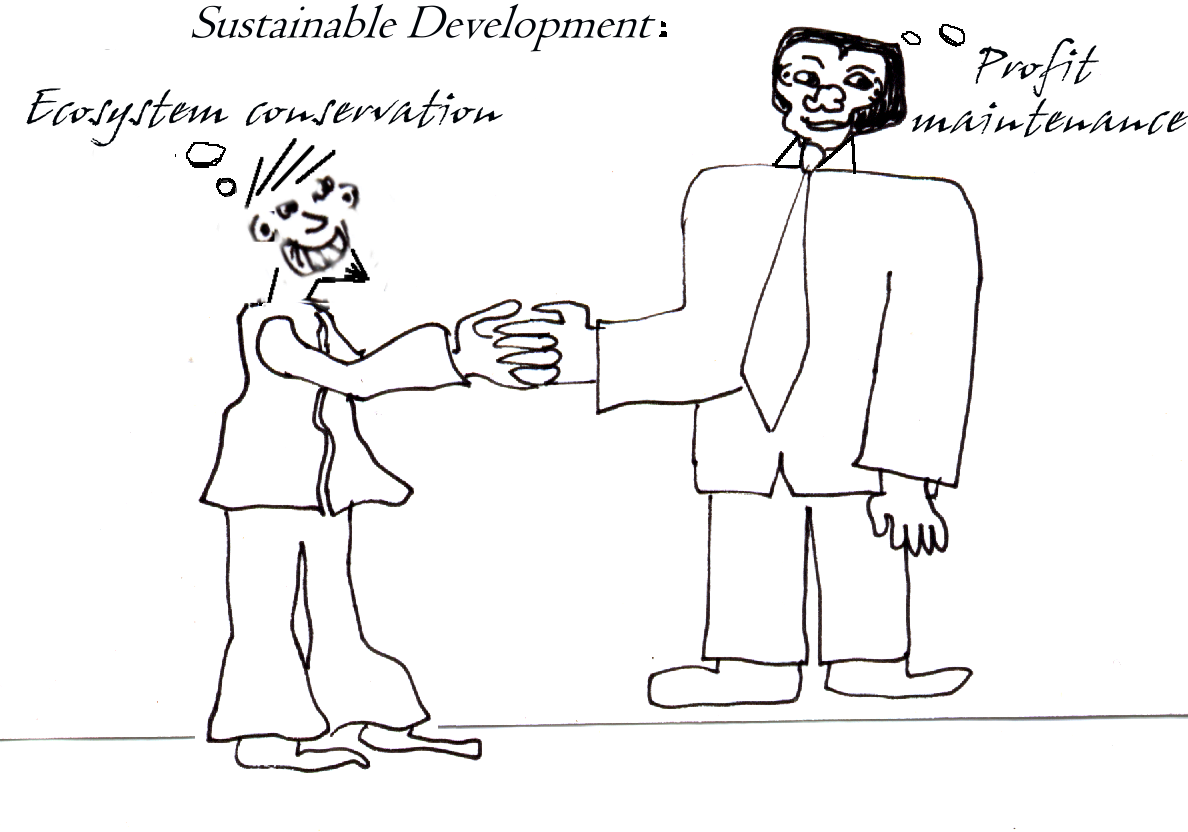 Sustainable Development:
Ecosystem conservation
Profit
maintenance